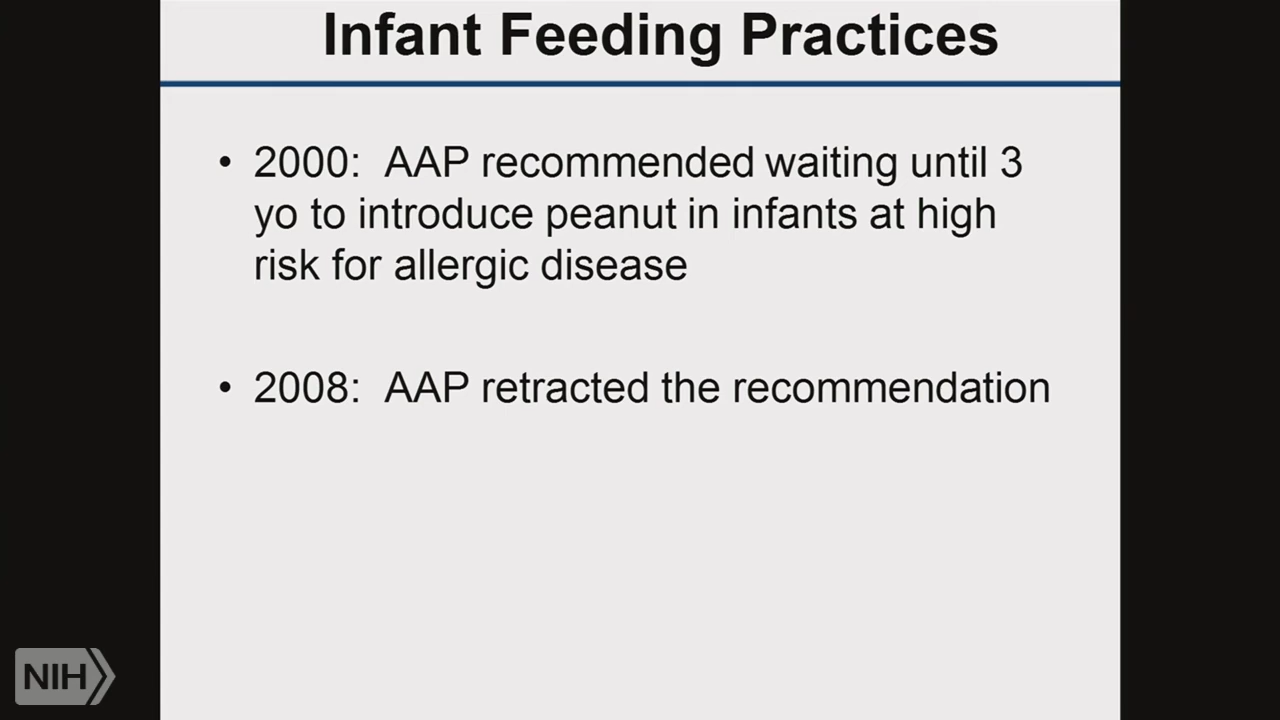 Infant Feeding Practices
• 2000: AAP recommended waiting until 3
yo to introduce peanut in infants at high
risk for allergic disease
• 2008: AAP retracted the recommendation
NIH